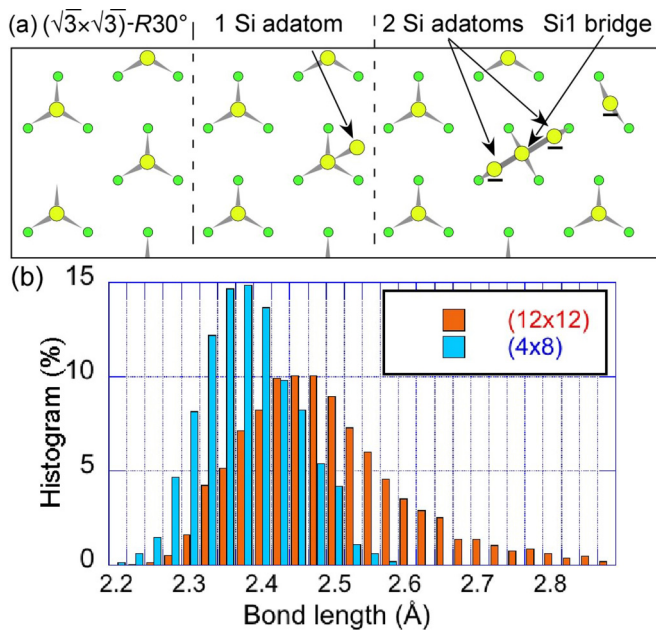 (a) (√3×√3)-R30° 1 Si adatom 2 Si adatoms Si1 bridge
(b)
15
10
5
0
Histogram (%)
(12x12)
(4x8)
2.2 2.3 2.4 2.5 2.6 2.7 2.8
Bond length (Å)